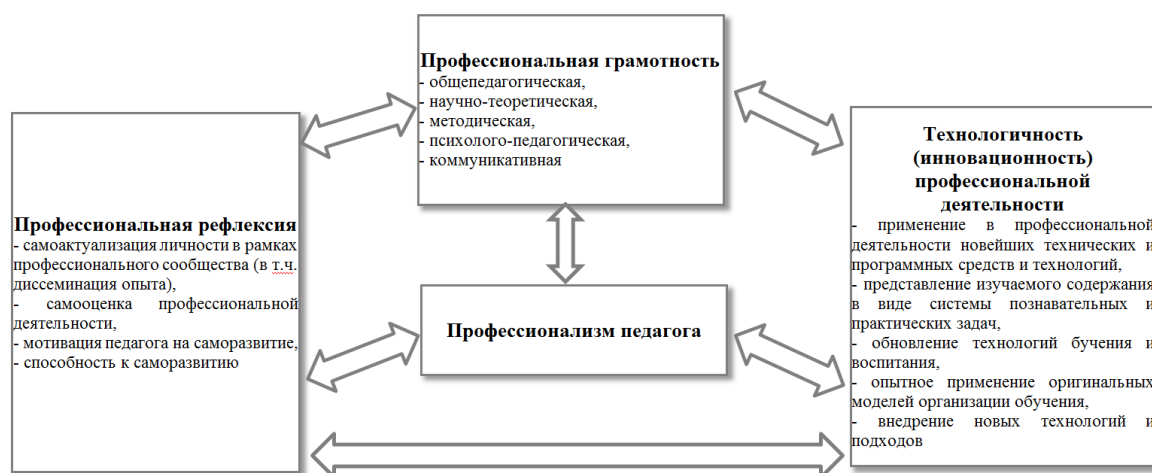 Профессиональная грамотность
- общепедагогическая,
- научно-теоретическая,
- методическая,
- психолого-педагогическая,
- коммуникативная
Профессиональная рефлексия
- самоактуализация личности в рамках
профессионального сообщества (в т.ч.
диссеминация опыта),
- самооценка профессиональной
деятельности,
- мотивация педагога на саморазвитие,
- способность к саморазвитию
Профессионализм педагога
Технологичность
(инновационность)
профессиональной
деятельности
- применение в профессиональной
деятельности новейших технических и
программных средств и технологий,
- представление изучаемого содержания
в виде системы познавательных и
практических задач,
- обновление технологий бучения и
воспитания,
- опытное применение оригинальных
моделей организации обучения,
- внедрение новых технологий и
подходов